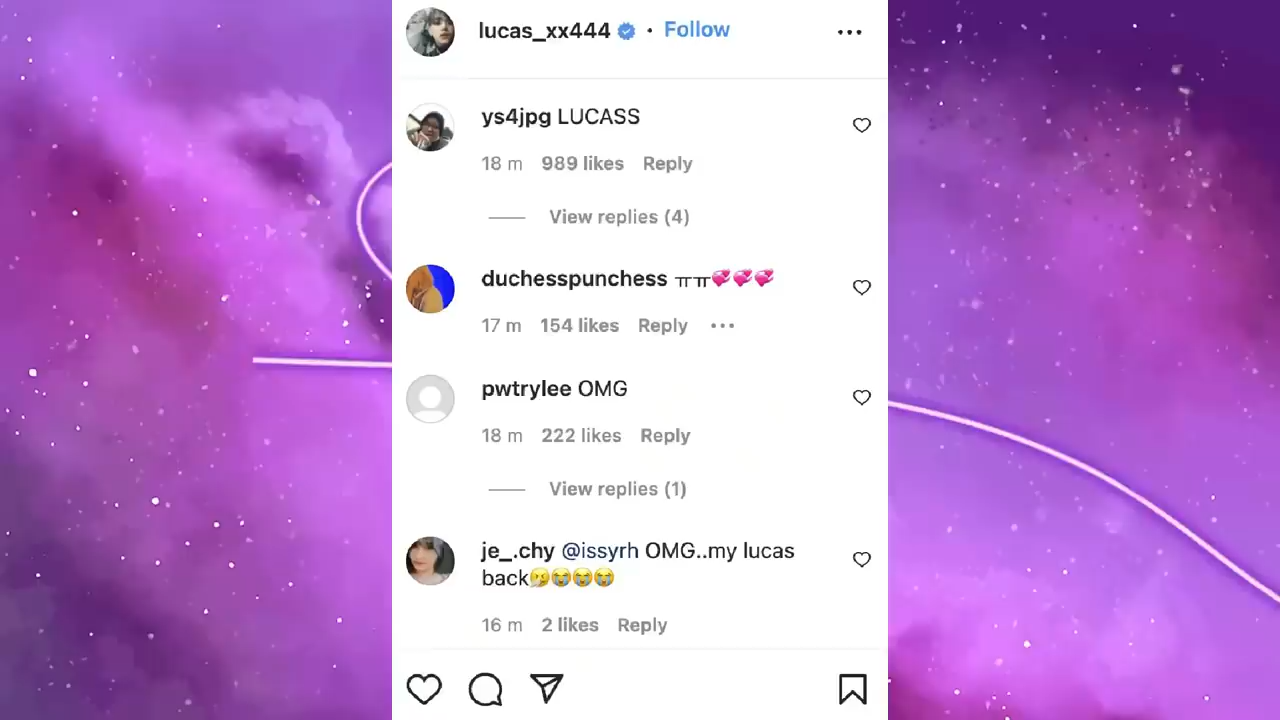 lucas_xx444 • Follow
ys4jpg LUCASS
18 m 989 likes Reply
View replies (4)
duchesspunchess ㅠㅠ💞💞💞
17 m 154 likes Reply
pwtrylee OMG
18 m 222 likes Reply
View replies (1)
je_.chy @issyrh OMG..my lucas
back🫣😭😭😭
16 m 2 likes Reply